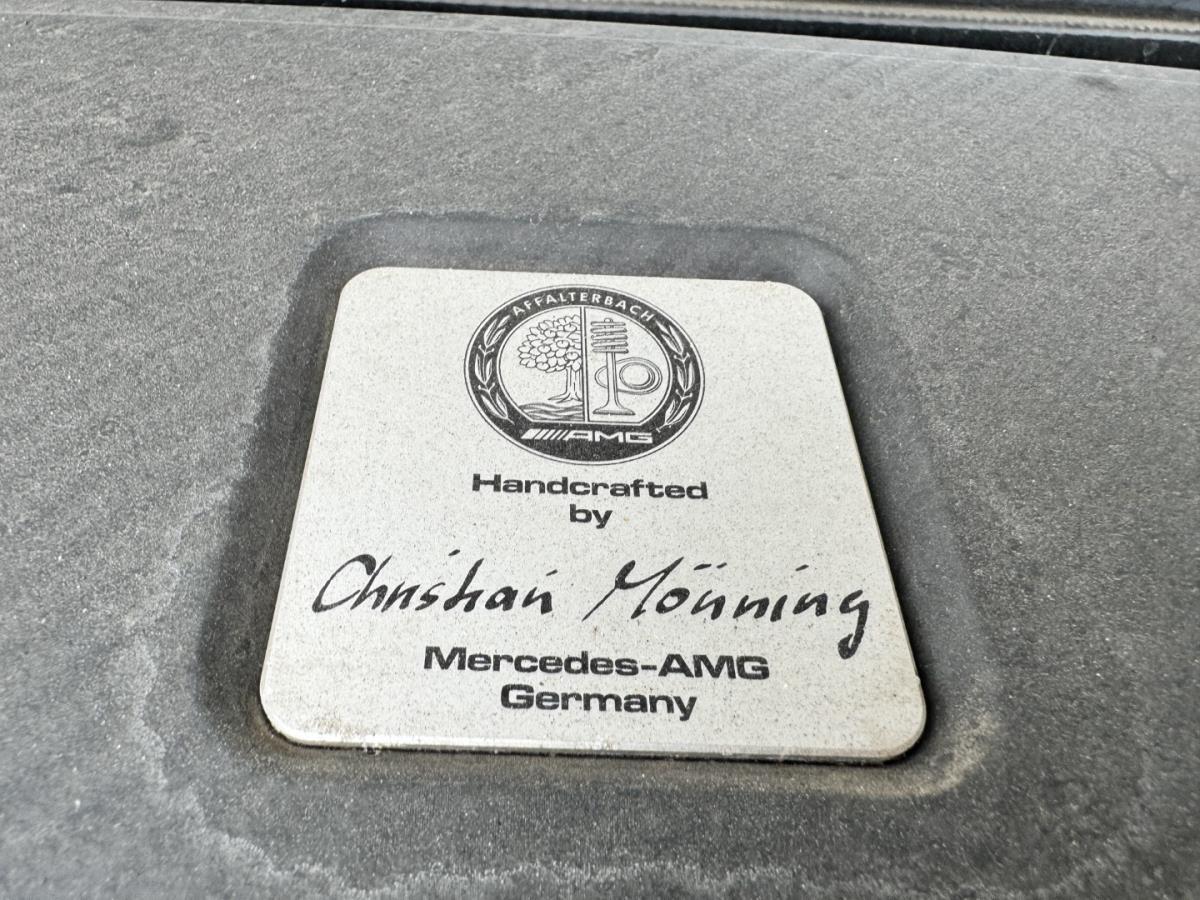 AFFALTERBACH
AMG
Handcrafted
by
Christian Mönning
Mercedes-AMG
Germany